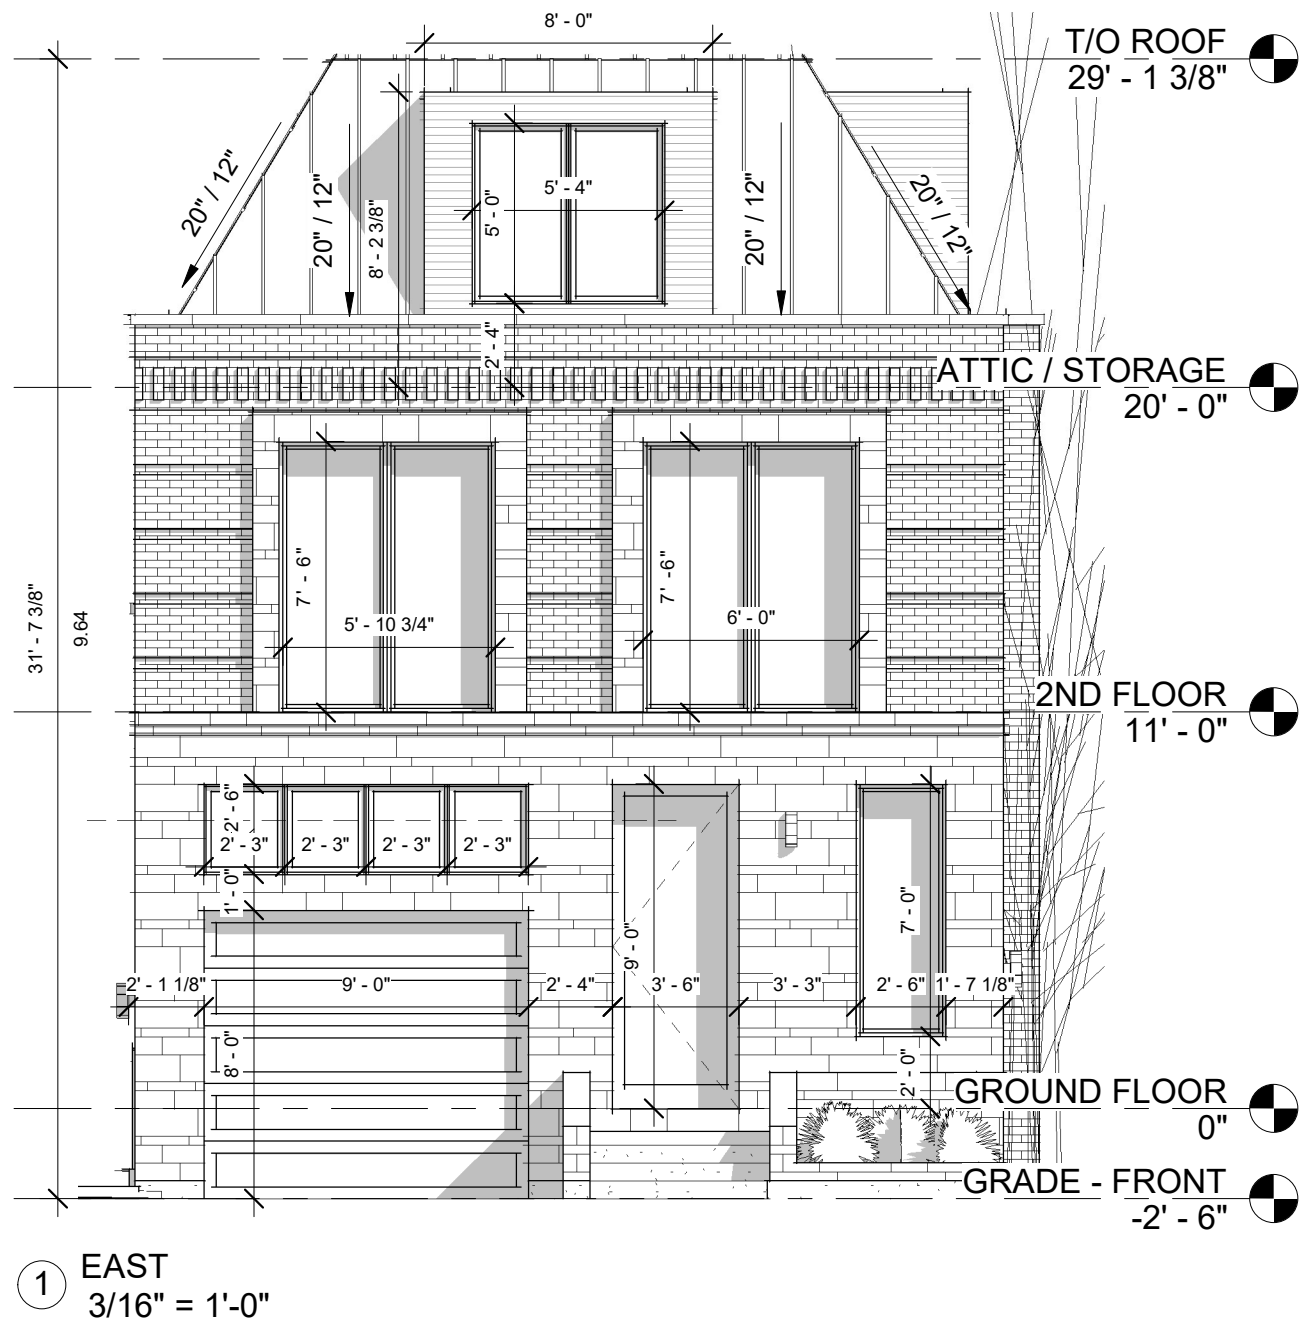 8' - 0"
T/O ROOF
29' - 1 3/8"
20" / 12"
20" / 12"
8' - 2 3/8"
5' - 0"
5' - 4"
20" / 12"
20" / 12"
2' - 4"
ATTIC / STORAGE
20' - 0"
7' - 6"
5' - 10 3/4"
7' -6"
6' - 0"
31' - 7 3/8"
9.64
2ND FLOOR
11' - 0"
2' - 6"
2' - 3"
2' - 3"
2' - 3"
2' - 3"
1' - 0"
7' - 0"
9' - 0"
2' - 1 1/8"
9' - 0"
2' - 4"
3' - 6"
3' - 3"
2' - 6"
1' - 7 1/8"
8' - 0"
2' - 0"
GROUND FLOOR
0"
GRADE - FRONT
-2' - 6"
1
EAST
3/16" = 1'-0"